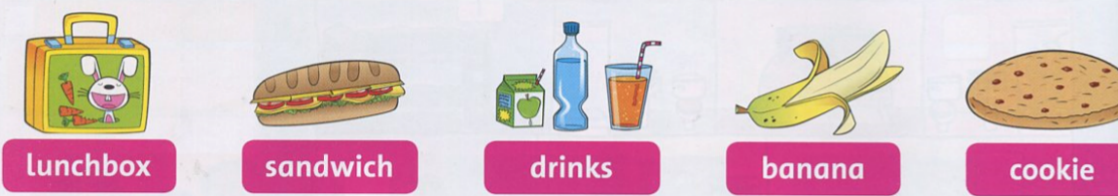 lunchbox
sandwich
drinks
banana
cookie